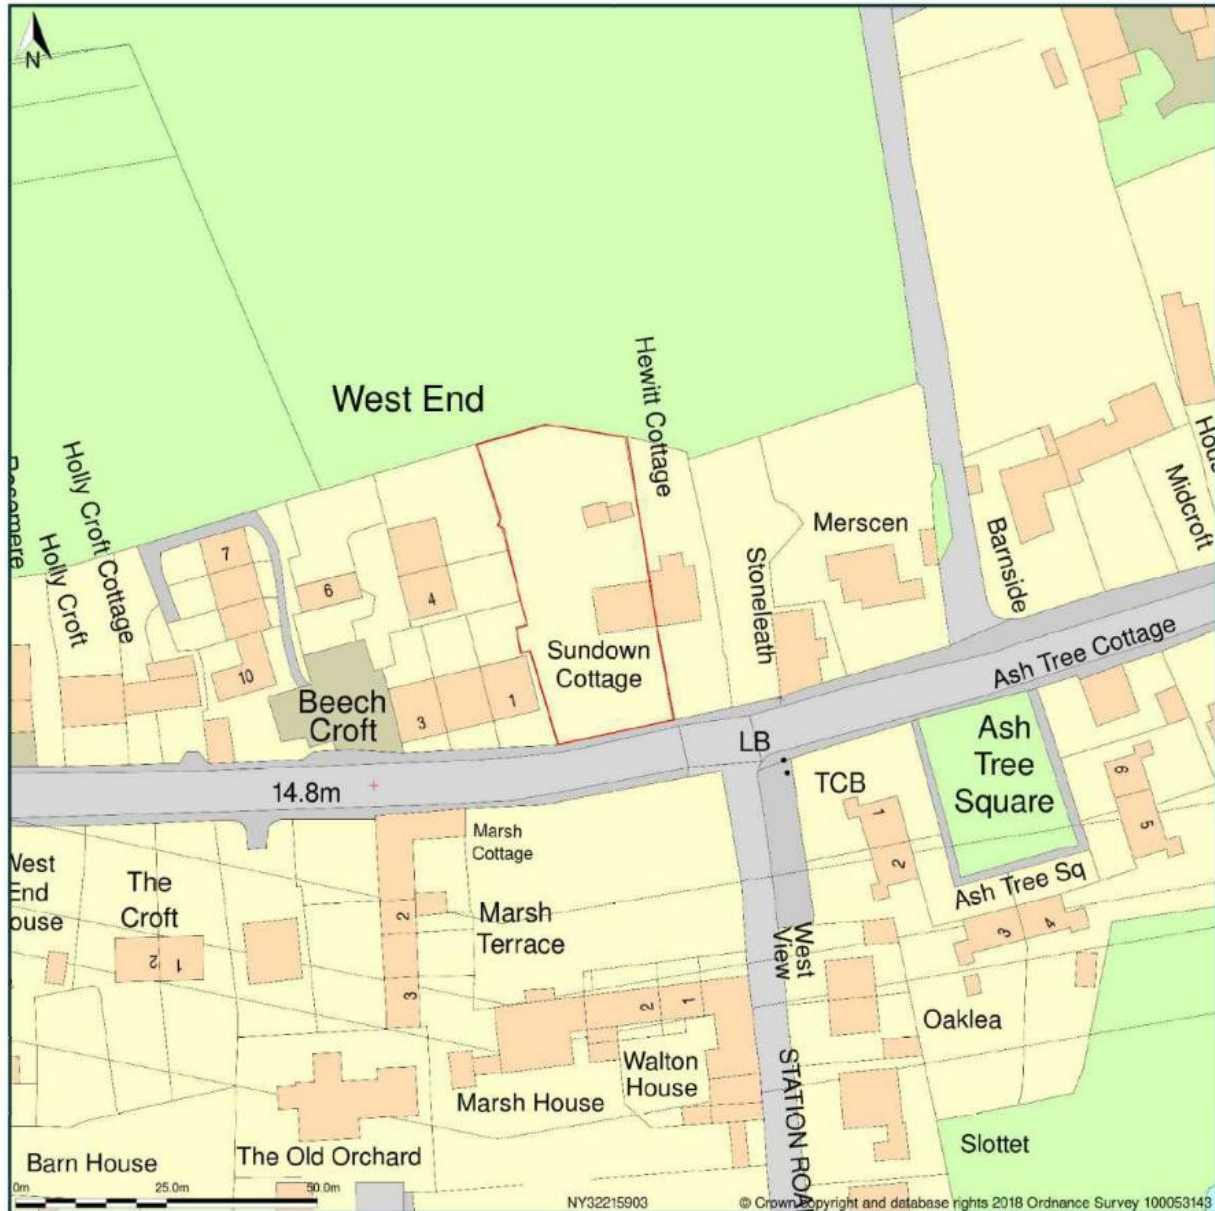 N
West End
Hewitt Cottage
Holly Croft Cottage
Holly Croft
Merscen
Midcroft
Barnside
Stoneleath
7
6
4
10
Sundown
Cottage
Beech
Croft
3
1
Ash Tree Cottage
LB
TCB
Ash
Tree
Square
14.8m
6
5
1
2
Ash Tree Sq
3
4
Marsh
Cottage
West
End
The
Croft
2
1
2
3
Marsh
Terrace
West
View
Oaklea
2
1
Walton
House
Marsh House
STATION ROA
Slottet
Barn House
The Old Orchard
0m
25.0m
50.0m
NY32215903
© Crown copyright and database rights 2018 Ordnance Survey 100053143